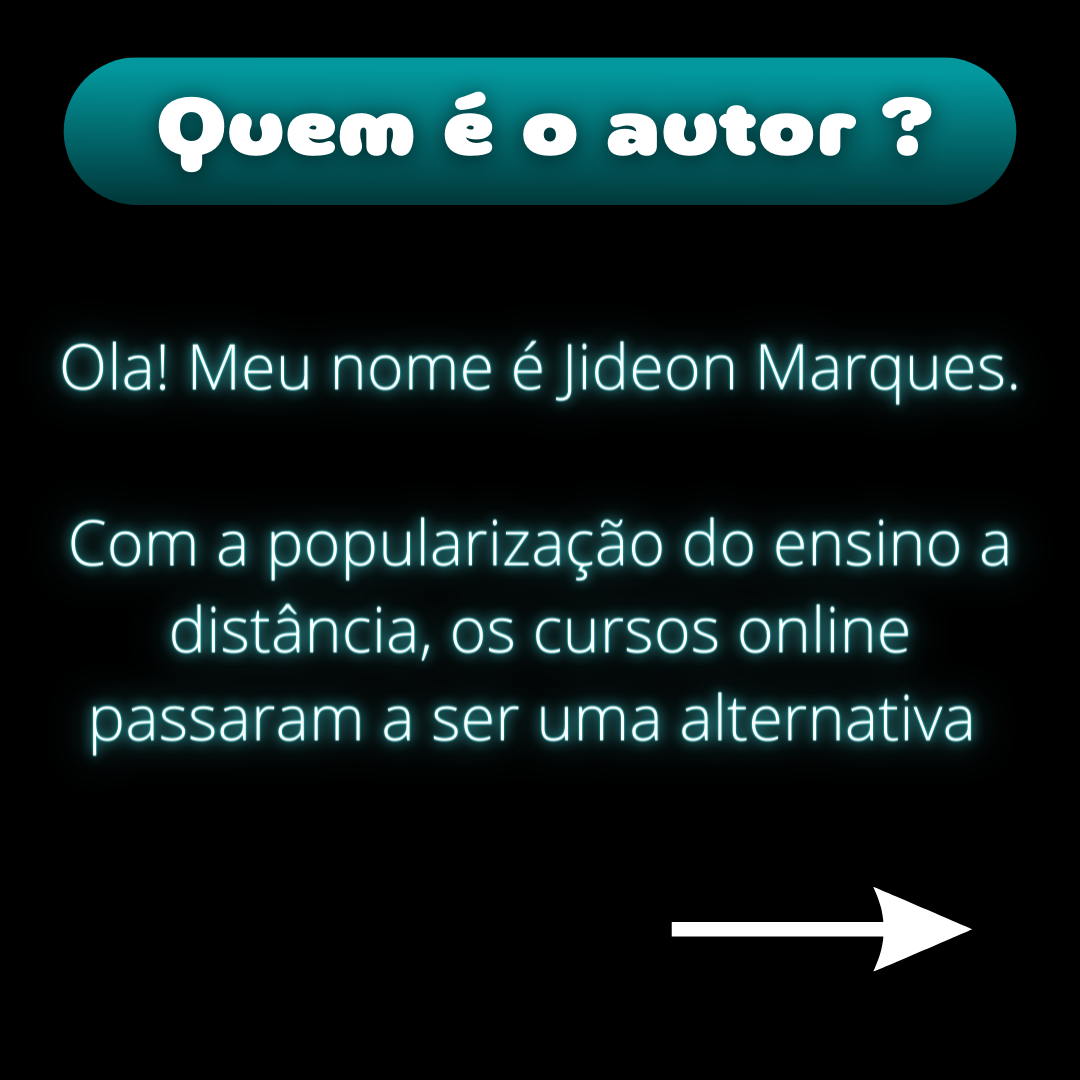 Quem é o autor ?
Ola! Meu nome é Jideon Marques.
Com a popularização do ensino a
distância, os cursos online
passaram a ser uma alternativa